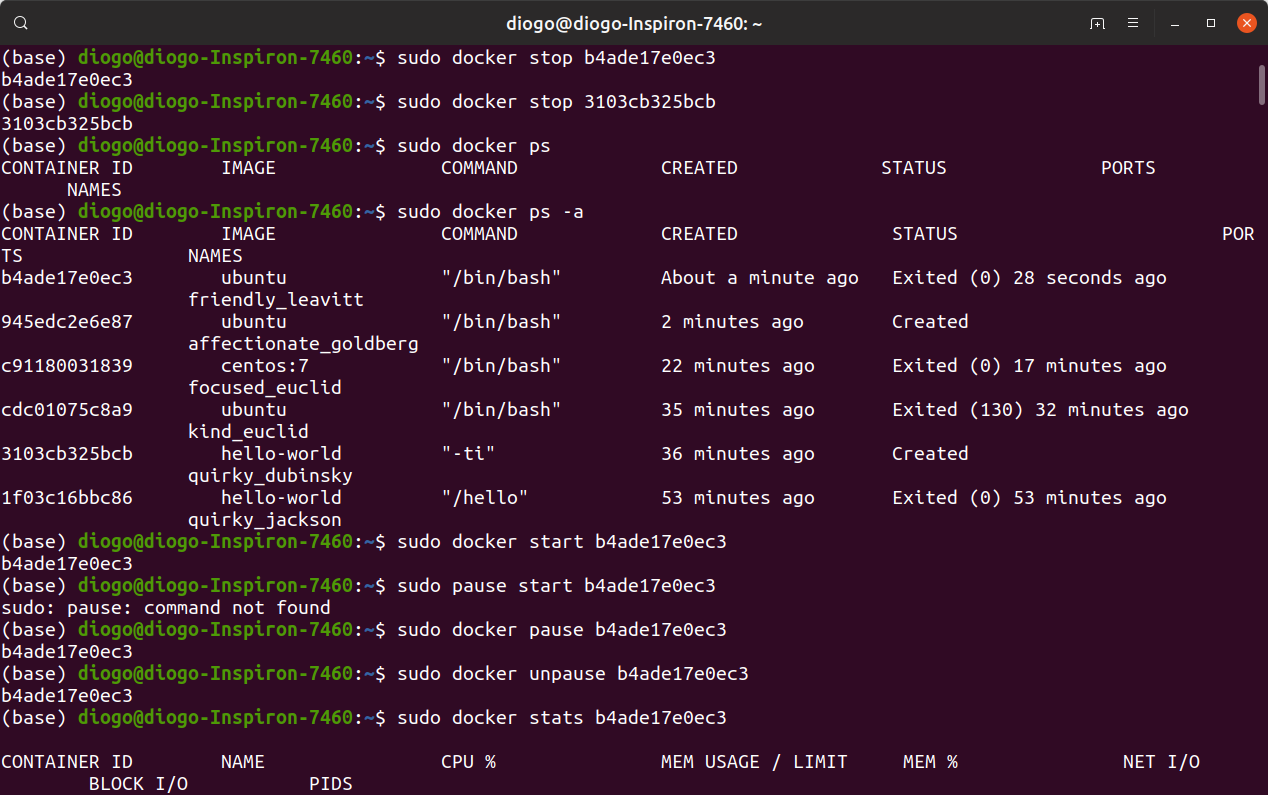 diogo@diogo-Inspiron-7460: ~
(base) diogo@diogo-Inspiron-7460:~$ sudo docker stop b4ade17e0ec3
b4ade17e0ec3
(base) diogo@diogo-Inspiron-7460:~$ sudo docker stop 3103cb325bcb
3103cb325bcb
(base) diogo@diogo-Inspiron-7460:~$ sudo docker ps
CONTAINER ID        IMAGE               COMMAND             CREATED             STATUS              PORTS
      NAMES
(base) diogo@diogo-Inspiron-7460:~$ sudo docker ps -a
CONTAINER ID        IMAGE               COMMAND             CREATED              STATUS                        POR
TS               NAMES
b4ade17e0ec3        ubuntu              "/bin/bash"         About a minute ago   Exited (0) 28 seconds ago
                 friendly_leavitt
945edc2e6e87        ubuntu              "/bin/bash"         2 minutes ago        Created
                 affectionate_goldberg
c91180031839        centos:7            "/bin/bash"         22 minutes ago       Exited (0) 17 minutes ago
                 focused_euclid
cdc01075c8a9        ubuntu              "/bin/bash"         35 minutes ago       Exited (130) 32 minutes ago
                 kind_euclid
3103cb325bcb        hello-world         "-ti"               36 minutes ago       Created
                 quirky_dubinsky
1f03c16bbc86        hello-world         "/hello"            53 minutes ago       Exited (0) 53 minutes ago
                 quirky_jackson
(base) diogo@diogo-Inspiron-7460:~$ sudo docker start b4ade17e0ec3
b4ade17e0ec3
(base) diogo@diogo-Inspiron-7460:~$ sudo pause start b4ade17e0ec3
sudo: pause: command not found
(base) diogo@diogo-Inspiron-7460:~$ sudo docker pause b4ade17e0ec3
b4ade17e0ec3
(base) diogo@diogo-Inspiron-7460:~$ sudo docker unpause b4ade17e0ec3
b4ade17e0ec3
(base) diogo@diogo-Inspiron-7460:~$ sudo docker stats b4ade17e0ec3
CONTAINER ID        NAME                CPU %               MEM USAGE / LIMIT     MEM %               NET I/O
        BLOCK I/O           PIDS